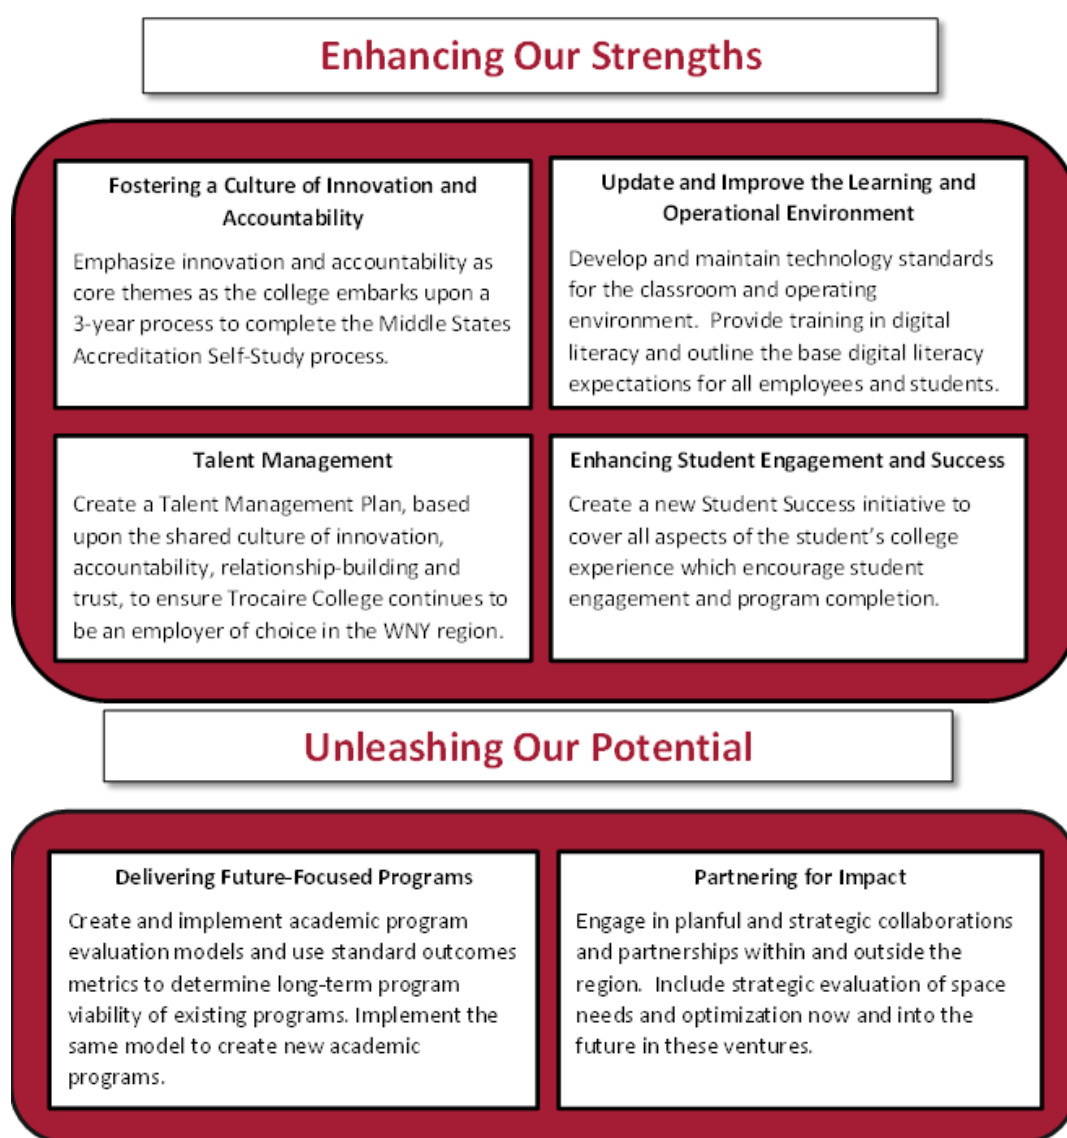 Enhancing Our Strengths
Fostering a Culture of Innovation and
Accountability
Emphasize innovation and accountability as
core themes as the college embarks upon a
3-year process to complete the Middle States
Accreditation Self-Study process.
Update and Improve the Learning and
Operational Environment
Develop and maintain technology standards
for the classroom and operating
environment.  Provide training in digital
literacy and outline the base digital literacy
expectations for all employees and students.
Talent Management
Create a Talent Management Plan, based
upon the shared culture of innovation,
accountability, relationship-building and
trust, to ensure Trocaire College continues to
be an employer of choice in the WNY region.
Enhancing Student Engagement and Success
Create a new Student Success initiative to
cover all aspects of the student's college
experience which encourage student
engagement and program completion.
Unleashing Our Potential
Delivering Future-Focused Programs
Create and implement academic program
evaluation models and use standard outcomes
metrics to determine long-term program
viability of existing programs. Implement the
same model to create new academic
programs.
Partnering for Impact
Engage in planful and strategic collaborations
and partnerships within and outside the
region.  Include strategic evaluation of space
needs and optimization now and into the
future in these ventures.